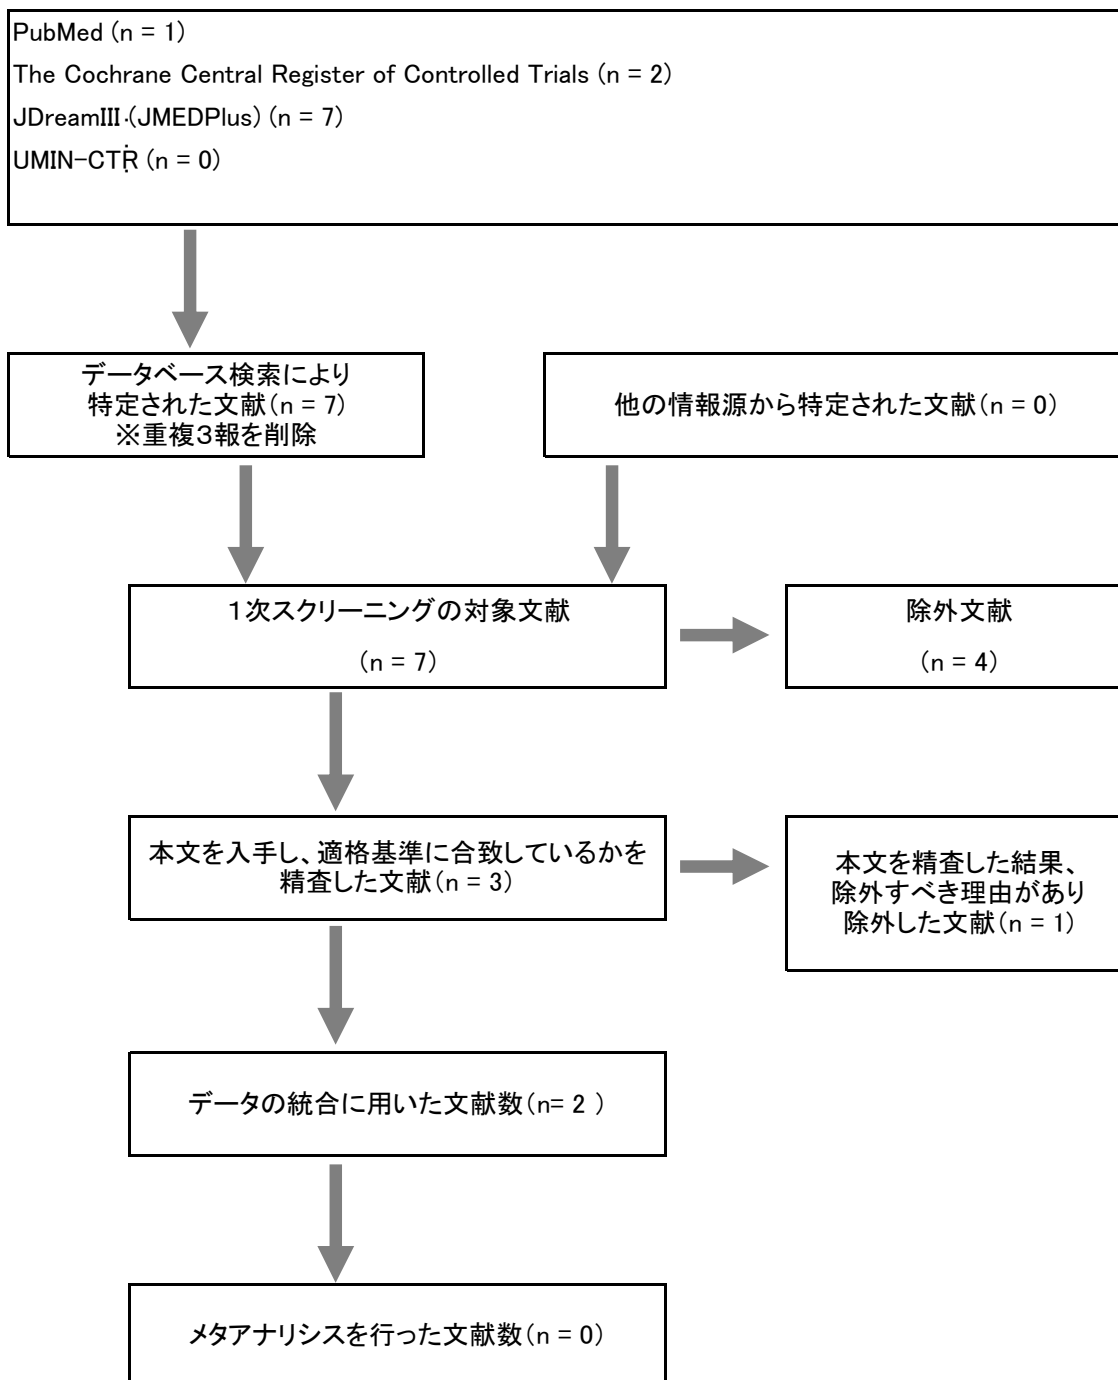 PubMed (n = 1)
The Cochrane Central Register of Controlled Trials (n = 2)
JDreamIII (JMEDPlus) (n = 7)
UMIN-CTR (n = 0)
データベース検索により
特定された文献(n = 7)
※重複3報を削除
他の情報源から特定された文献(n = 0)
1次スクリーニングの対象文献
(n = 7)
除外文献
(n = 4)
本文を入手し、適格基準に合致しているかを
精査した文献(n = 3)
本文を精査した結果、
除外すべき理由があり
除外した文献(n = 1)
データの統合に用いた文献数(n= 2 )
メタアナリシスを行った文献数(n = 0)